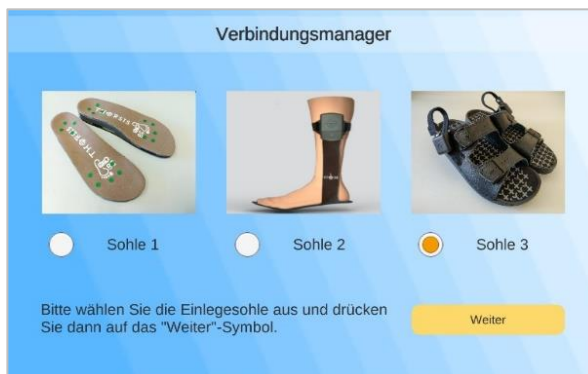 Verbindungsmanager
Sohle 1
Sohle 2
Sohle 3
Bitte wählen Sie die Einlegesohle aus und drücken
Sie dann auf das "Weiter"-Symbol.
Weiter